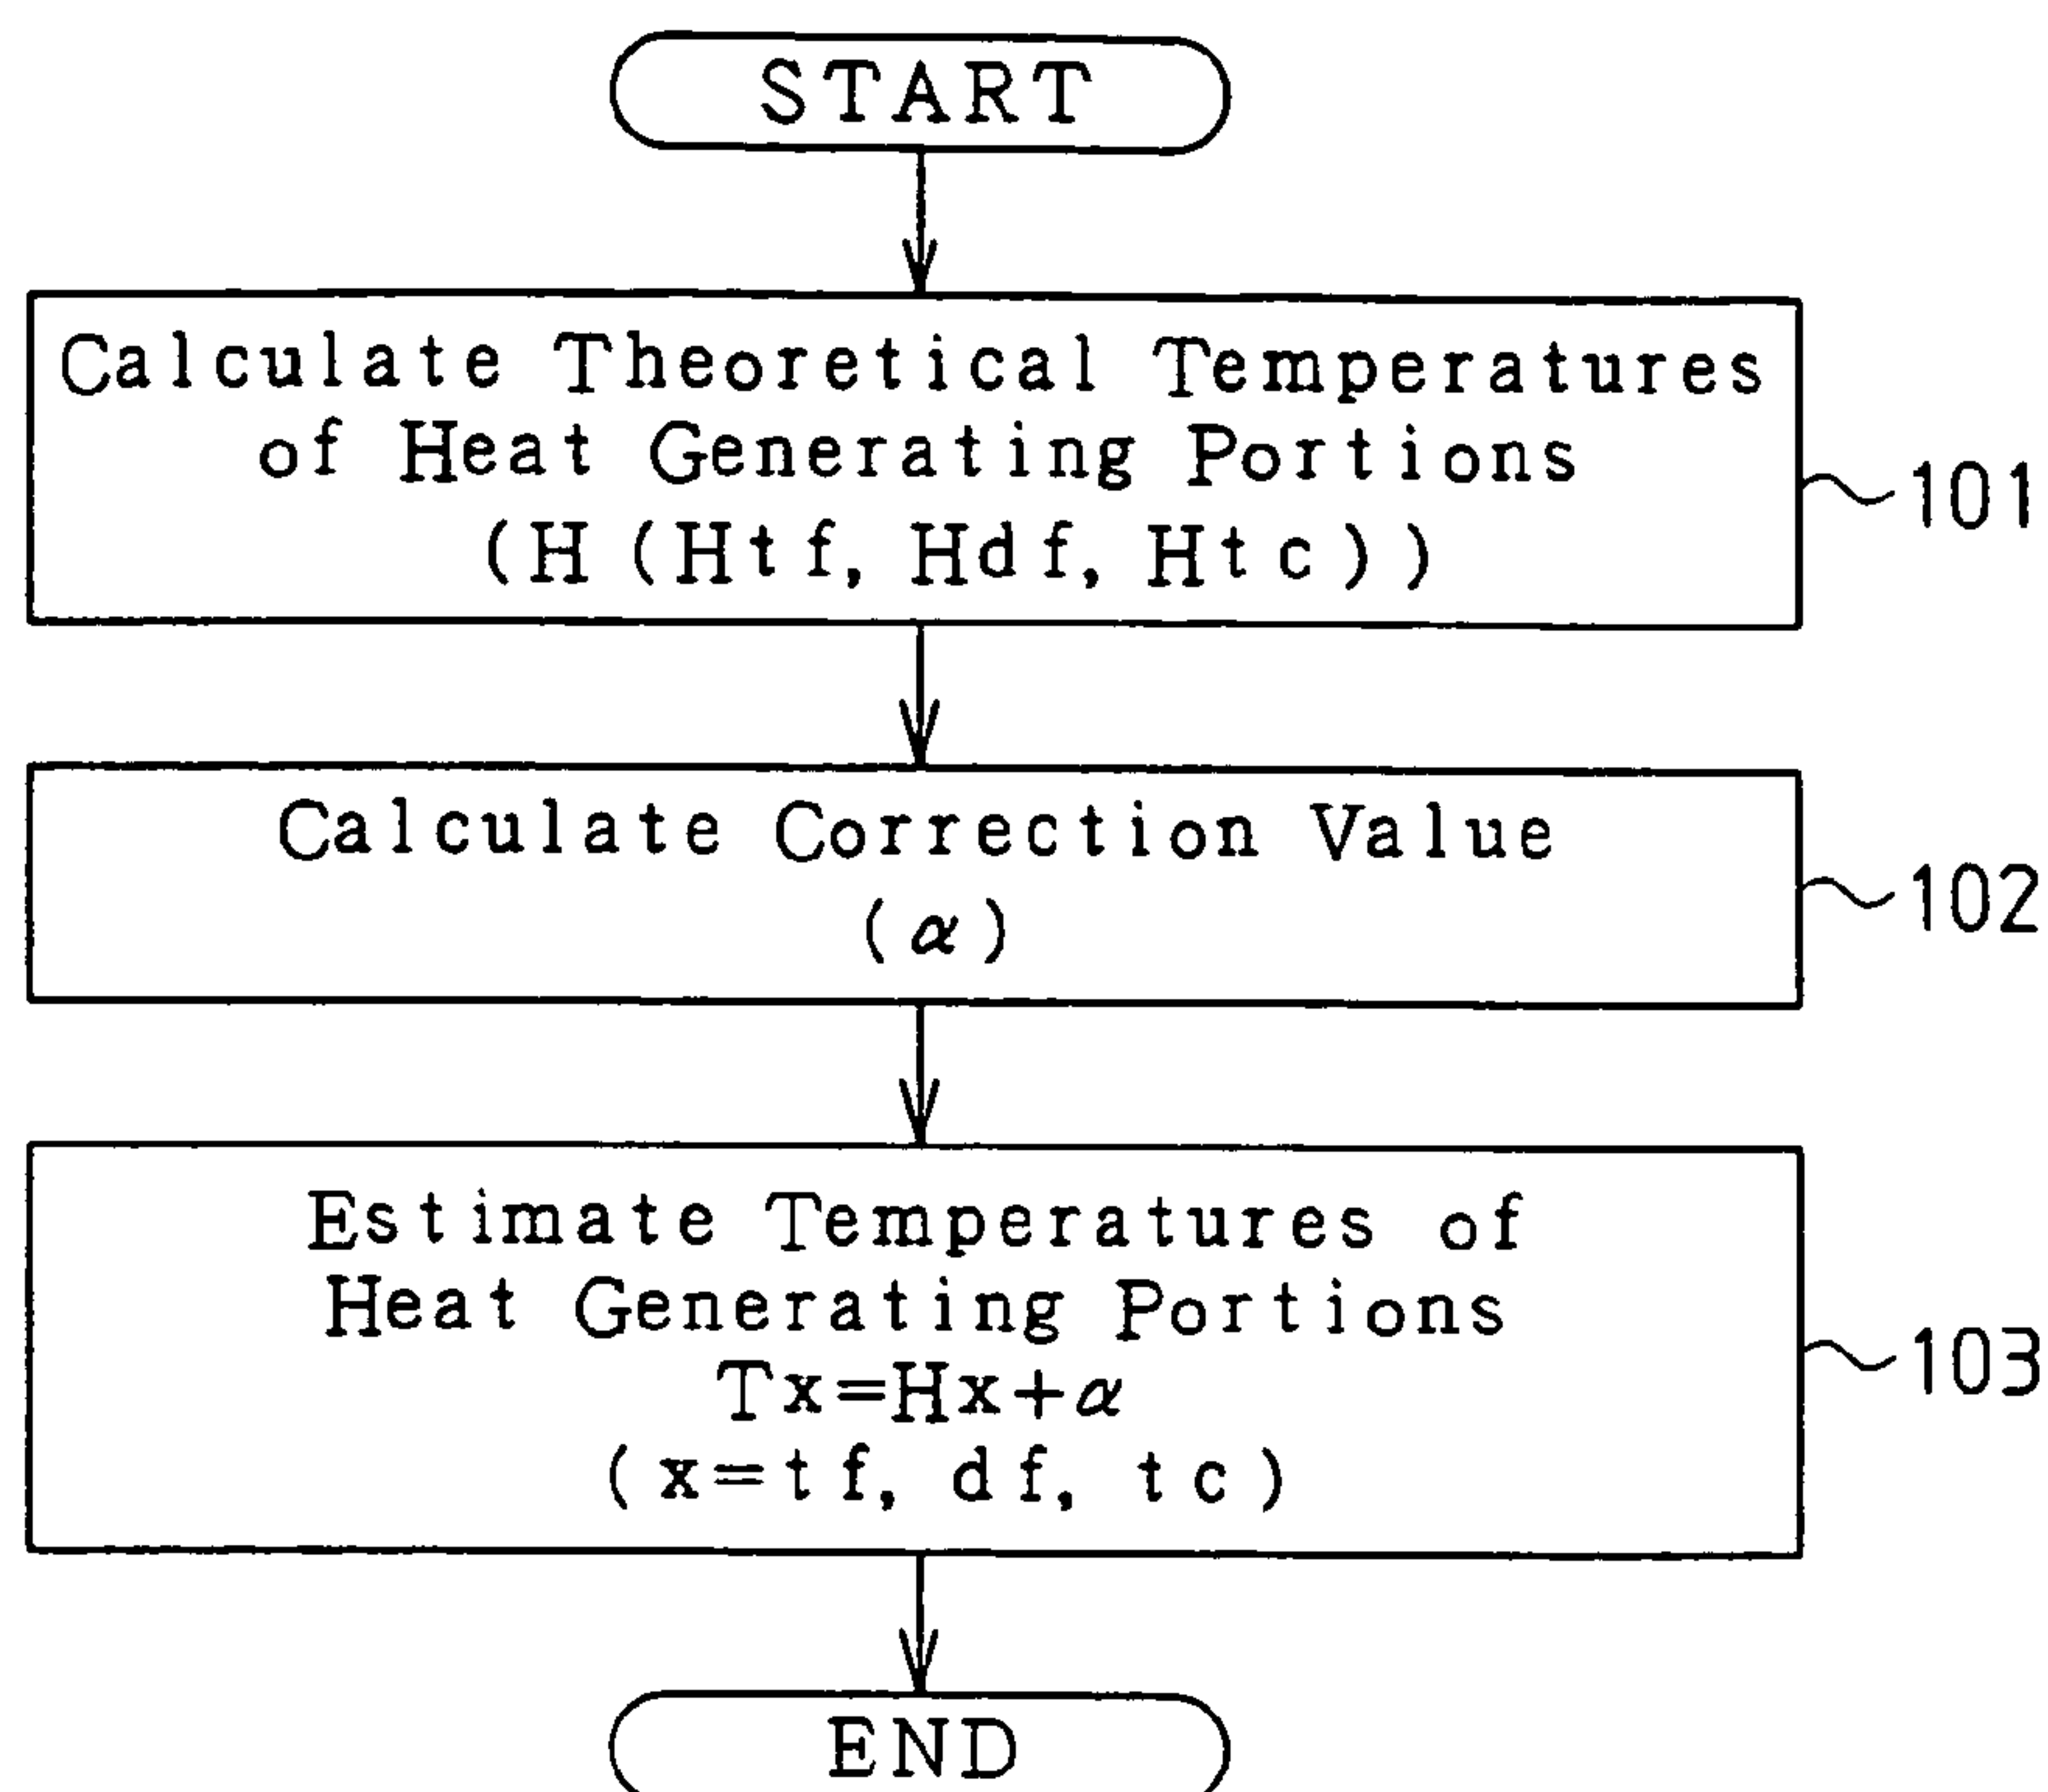 START
Calculate Theoretical Temperatures
of Heat Generating Portions
(H(Htf, Hdf, Htc))
101
Calculate Correction Value
(α)
102
Estimate Temperatures of
Heat Generating Portions
Tx=Hx+α
(x=tf, df, tc)
103
END